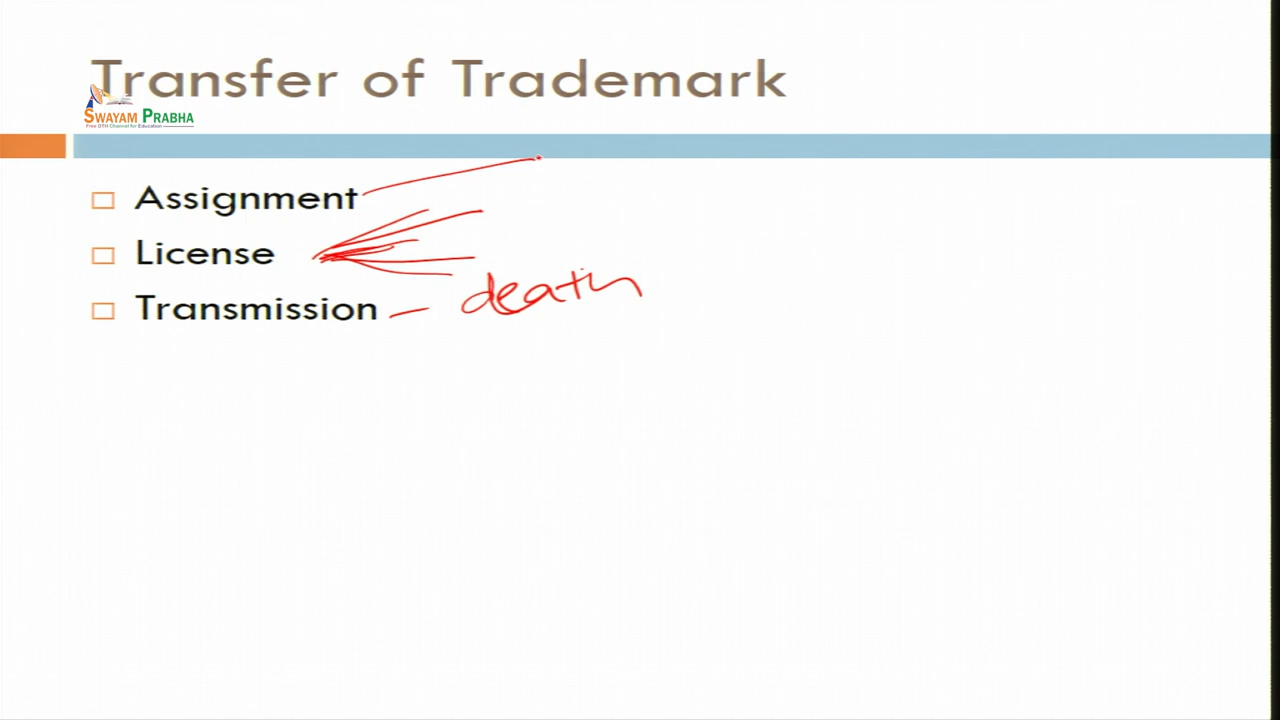 Transfer of Trademark
SWAYAM PRABHA
Free DTH Channel for Education
Assignment
License
Transmission - death